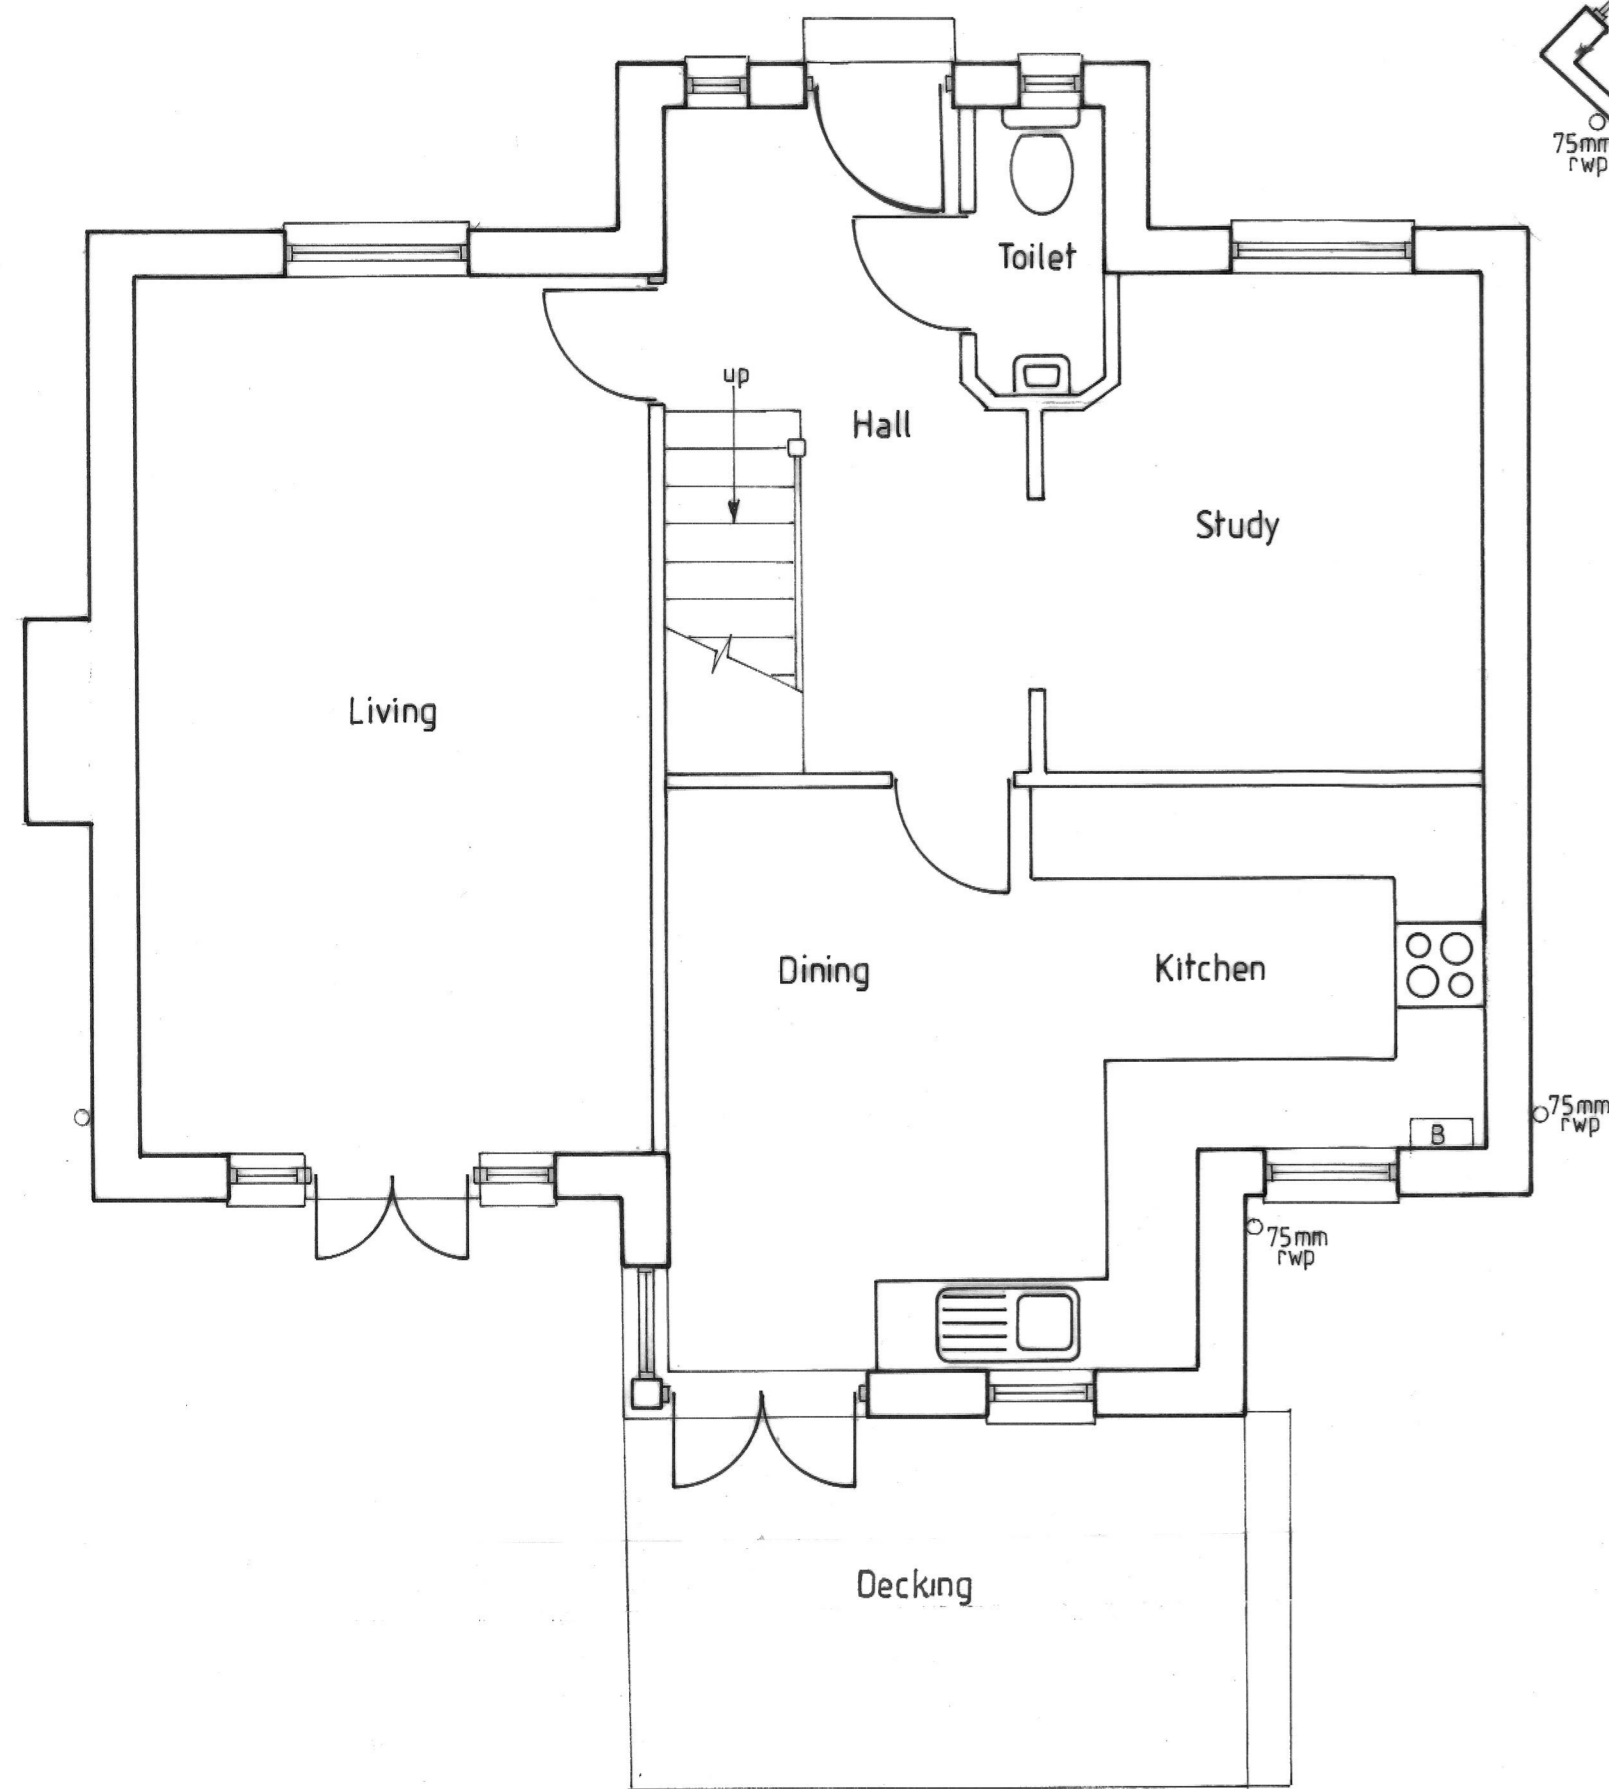 75mm
rwp
Toilet
up
Hall
Study
Living
Dining
Kitchen
75mm
rwp
B
75mm
rwp
Decking